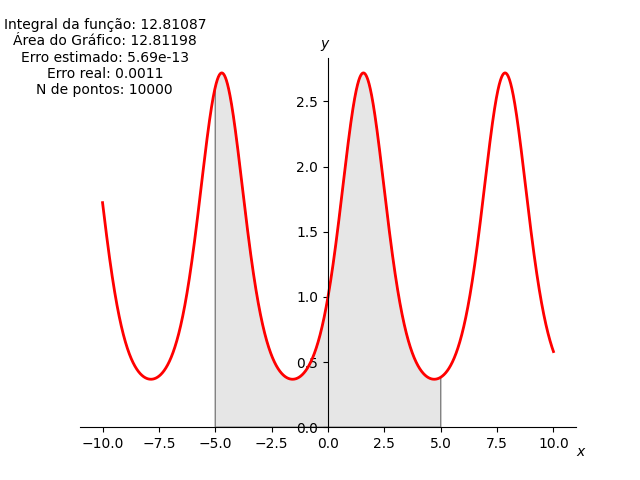 Integral da função: 12.81087
Área do Gráfico: 12.81198
Erro estimado: 5.69e-13
Erro real: 0.0011
N de pontos: 10000
y
2.5
2.0
1.5
1.0
0.5
0.0
−10.0 −7.5 −5.0 −2.5 0.0 2.5 5.0 7.5 10.0
x